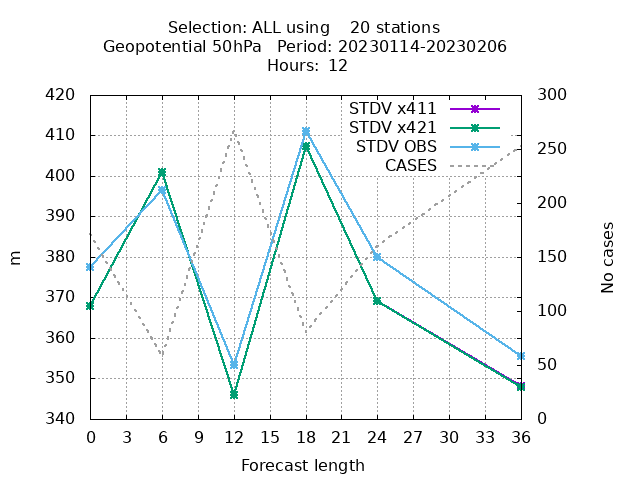 Selection: ALL using    20 stations
Geopotential 50hPa   Period: 20230114-20230206
Hours:  12
STDV x411
STDV x421
STDV OBS
CASES
420
410
400
390
380
370
360
350
340
300
250
200
150
100
50
0
m
No cases
0 3 6 9 12 15 18 21 24 27 30 33 36
Forecast length